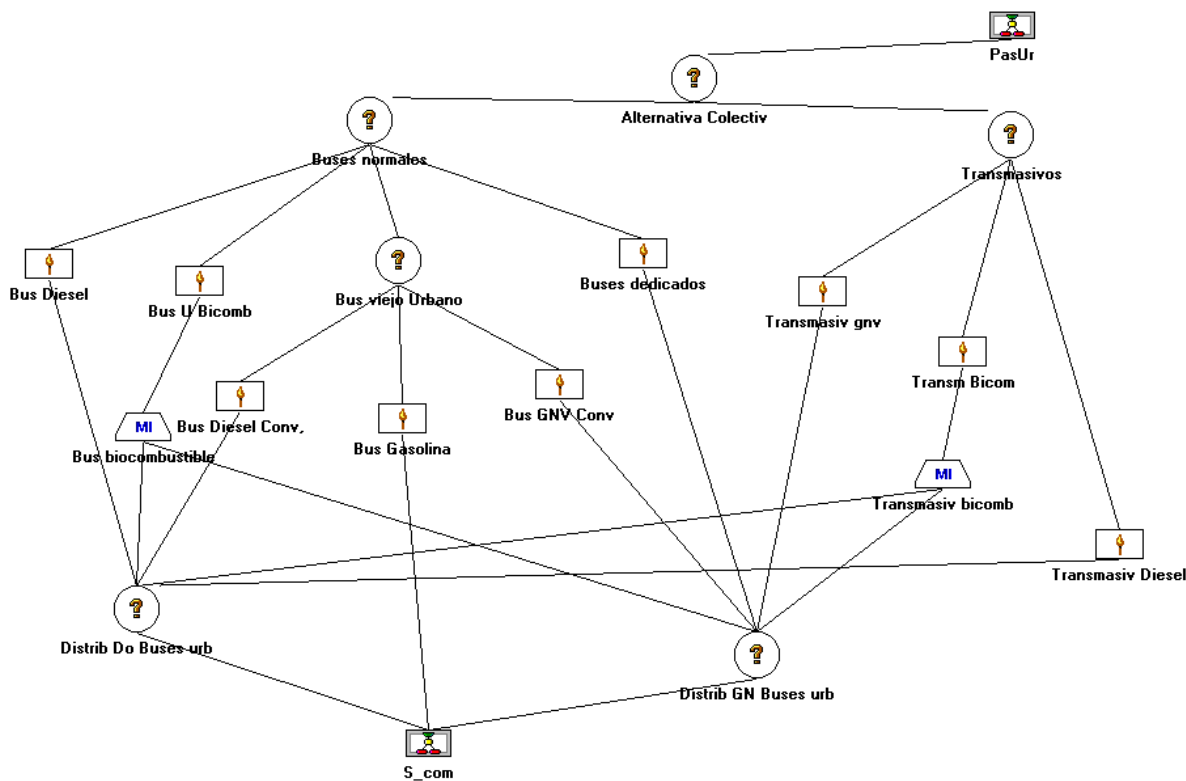 PasUr
Alternativa Colectiv
Buses normales
Transmasivos
Bus Diesel
Bus U Bicomb
Bus viejo Urbano
Buses dedicados
Transmasiv gnv
Transm Bicom
Bus Diesel Conv,
Bus Gasolina
Bus GNV Conv
MI
Bus biocombustible
MI
Transmasiv bicomb
Transmasiv Diesel
Distrib Do Buses urb
Distrib GN Buses urb
S_com